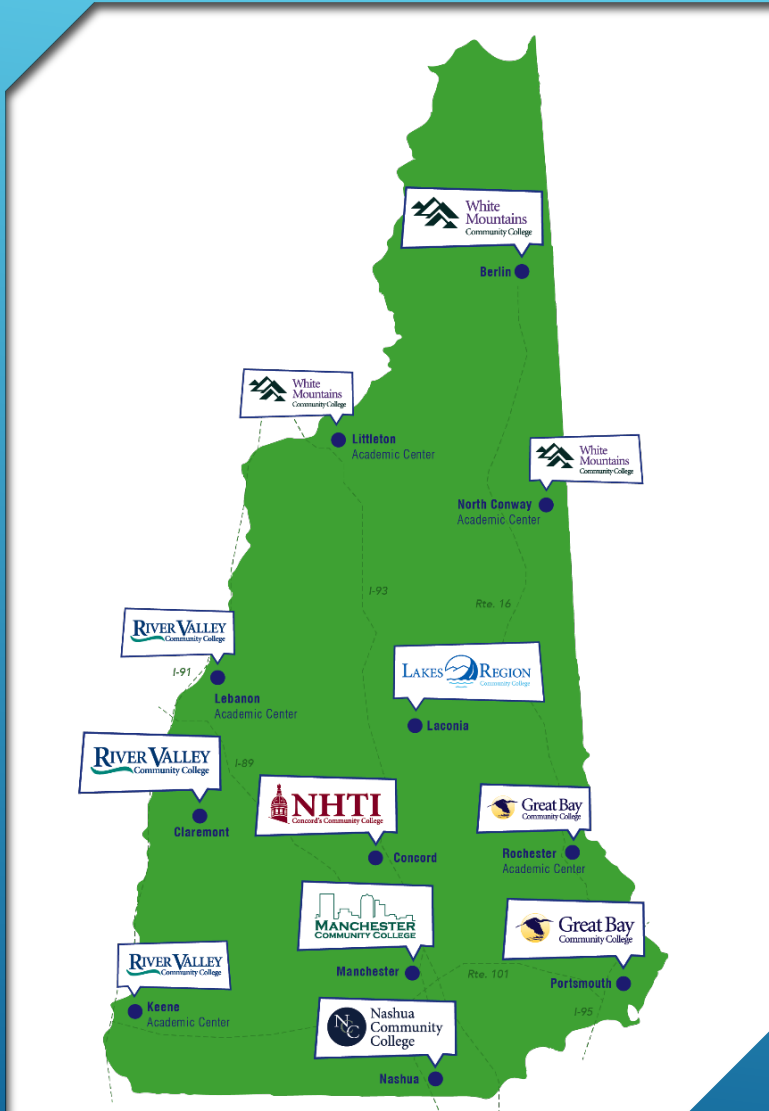 White
Mountains
Community College
Berlin
White
Mountains
Community College
Littleton
Academic Center
White
Mountains
Community College
North Conway
Academic Center
I-93
Rte. 16
RIVER VALLEY
Community College
I-91
Lebanon
Academic Center
LAKES REGION
Community College
Laconia
RIVER VALLEY
Community College
I-89
Claremont
NHTI
Concord's Community College
Concord
Great Bay
Community College
Rochester
Academic Center
MANCHESTER
COMMUNITY COLLEGE
Manchester
Great Bay
Community College
Rte. 101
Portsmouth
RIVER VALLEY
Community College
Keene
Academic Center
I-95
NCC
Nashua
Community
College
Nashua